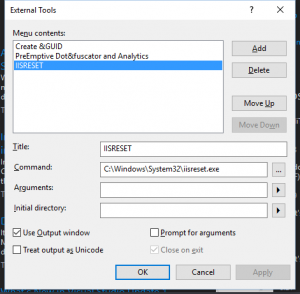 External Tools
Menu contents:
Create &GUID
PreEmptive Dot&fuscator and Analytics
IISRESET
Add
Delete
Move Up
Move Down
Title:
IISRESET
Command:
C:\Windows\System32\iisreset.exe
...
Arguments:
Initial directory:
Use Output window
Prompt for arguments
Treat output as Unicode
Close on exit
OK
Cancel
Apply